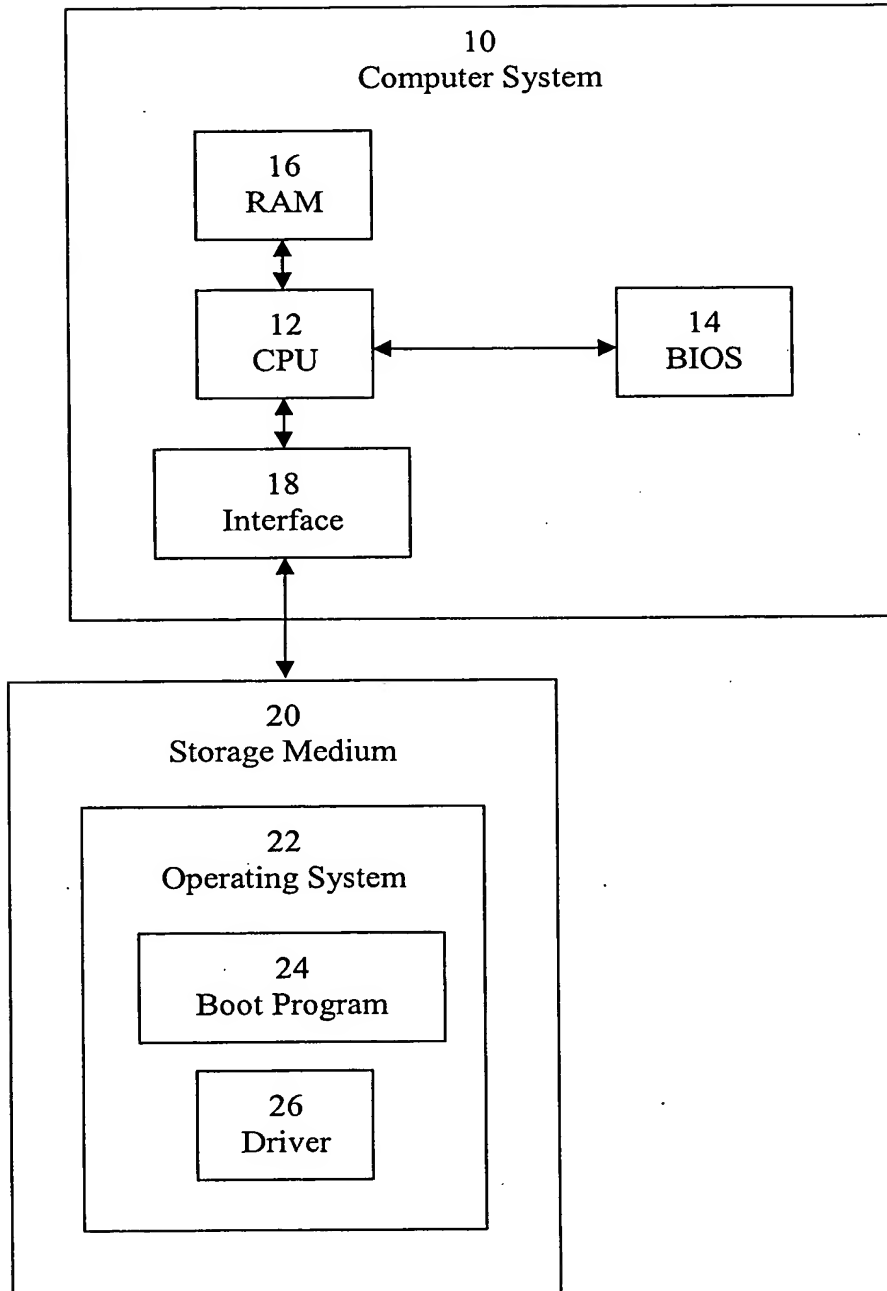 10
Computer System
16
RAM
12
CPU
14
BIOS
18
Interface
20
Storage Medium
22
Operating System
24
Boot Program
26
Driver